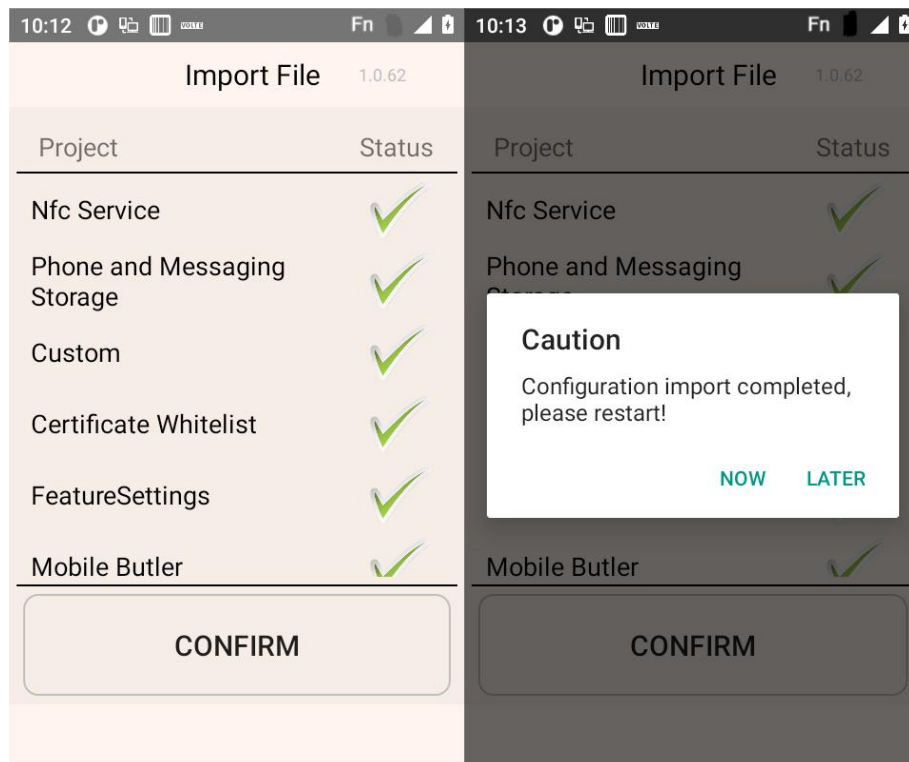 10:12 VOLTE Fn
Import File 1.0.62
Project Status
Nfc Service
Phone and Messaging
Storage
Custom
Certificate Whitelist
FeatureSettings
Mobile Butler
CONFIRM
10:13 VOLTE Fn
Import File 1.0.62
Project Status
Nfc Service
Phone and Messaging
Caution
Configuration import completed,
please restart!
NOW LATER
Mobile Butler
CONFIRM